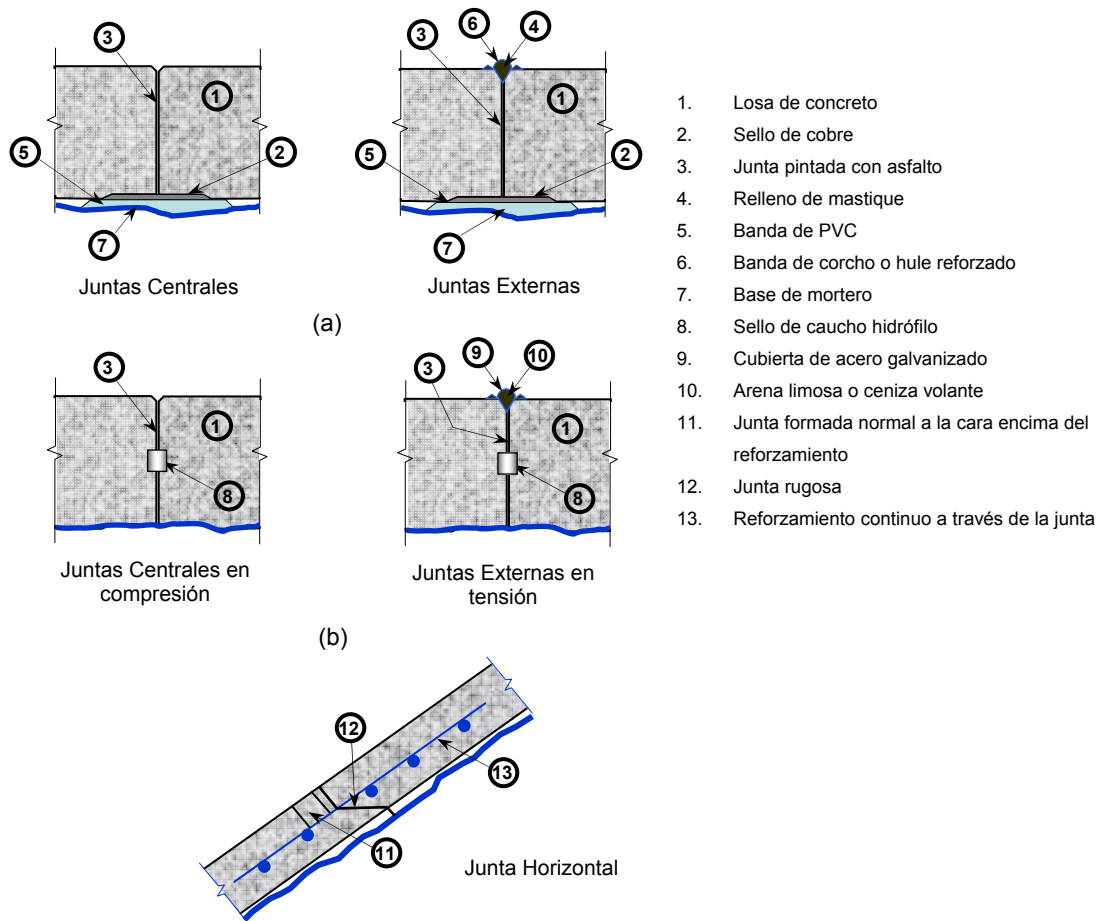 3
1
5
2
7
Juntas Centrales
6
3
4
1
5
2
7
Juntas Externas
(a)
3
1
8
Juntas Centrales en
compresión
9
3
10
1
8
Juntas Externas en
tensión
(b)
12
13
11
Junta Horizontal
1. Losa de concreto
2. Sello de cobre
3. Junta pintada con asfalto
4. Relleno de mastique
5. Banda de PVC
6. Banda de corcho o hule reforzado
7. Base de mortero
8. Sello de caucho hidrófilo
9. Cubierta de acero galvanizado
10. Arena limosa o ceniza volante
11. Junta formada normal a la cara encima del
reforzamiento
12. Junta rugosa
13. Reforzamiento continuo a través de la junta